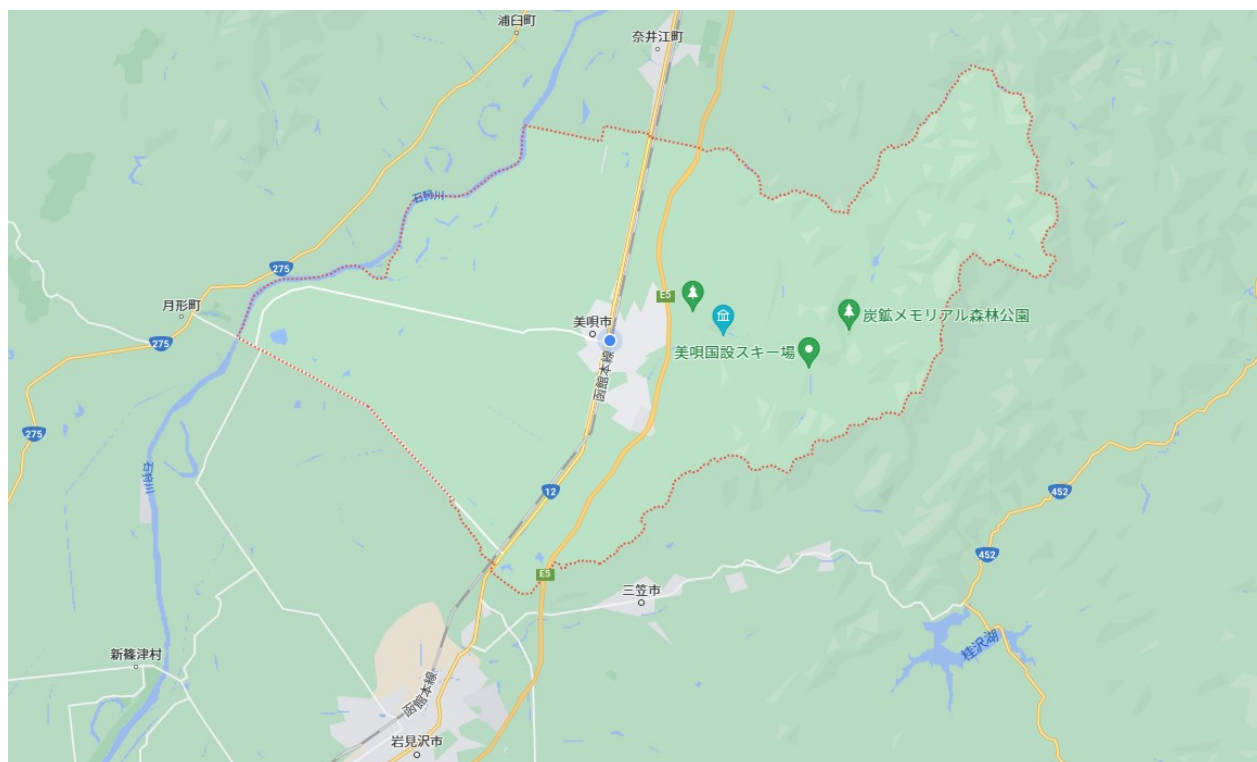 浦臼町
奈井江町
石狩川
275
月形町
275
E5
美唄市
炭鉱メモリアル森林公園
美唄国設スキー場
函館本線
275
石狩川
12
452
452
E5
三笠市
桂沢湖
新篠津村
函館本線
岩見沢市